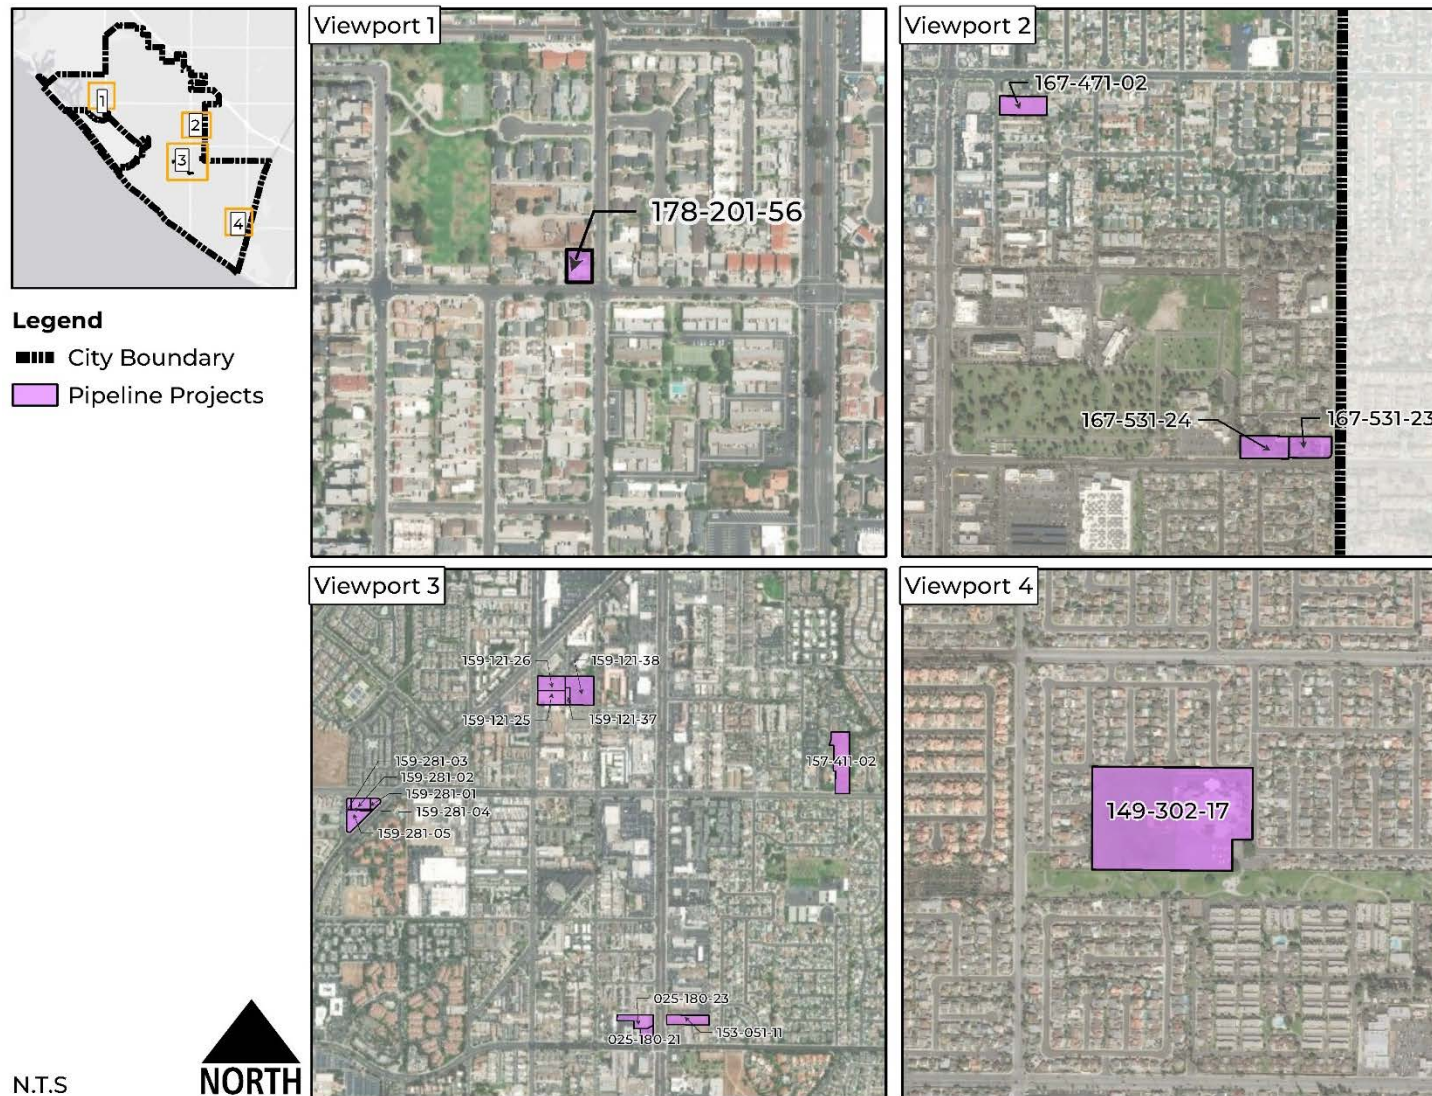 1
2
3
4
Legend
City Boundary
Pipeline Projects
N.T.S
NORTH
Viewport 1
178-201-56
Viewport 2
167-471-02
167-531-24
167-531-23
Viewport 3
159-121-26
159-121-38
159-121-25
159-121-37
157-411-02
159-281-03
159-281-02
159-281-01
159-281-04
159-281-05
025-180-23
153-051-11
025-180-21
Viewport 4
149-302-17